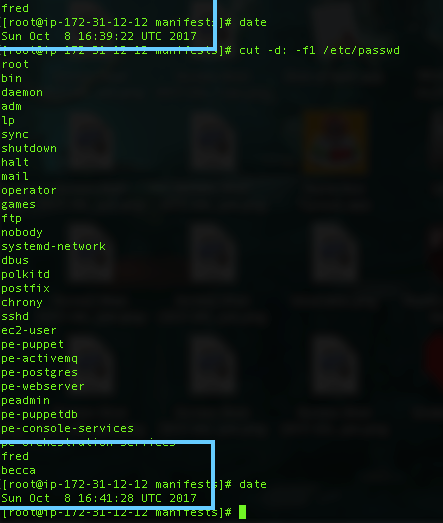 fred
[root@ip-172-31-12-12 manifests]# date
Sun Oct  8 16:39:22 UTC 2017
[root@ip-172-31-12-12 manifests]# cut -d: -f1 /etc/passwd
root
bin
daemon
adm
lp
sync
shutdown
halt
mail
operator
games
ftp
nobody
systemd-network
dbus
polkitd
postfix
chrony
sshd
ec2-user
pe-puppet
pe-activemq
pe-postgres
pe-webserver
peadmin
pe-puppetdb
pe-console-services
pe-orchestration-services
fred
becca
[root@ip-172-31-12-12 manifests]# date
Sun Oct  8 16:41:28 UTC 2017
[root@ip-172-31-12-12 manifests]#